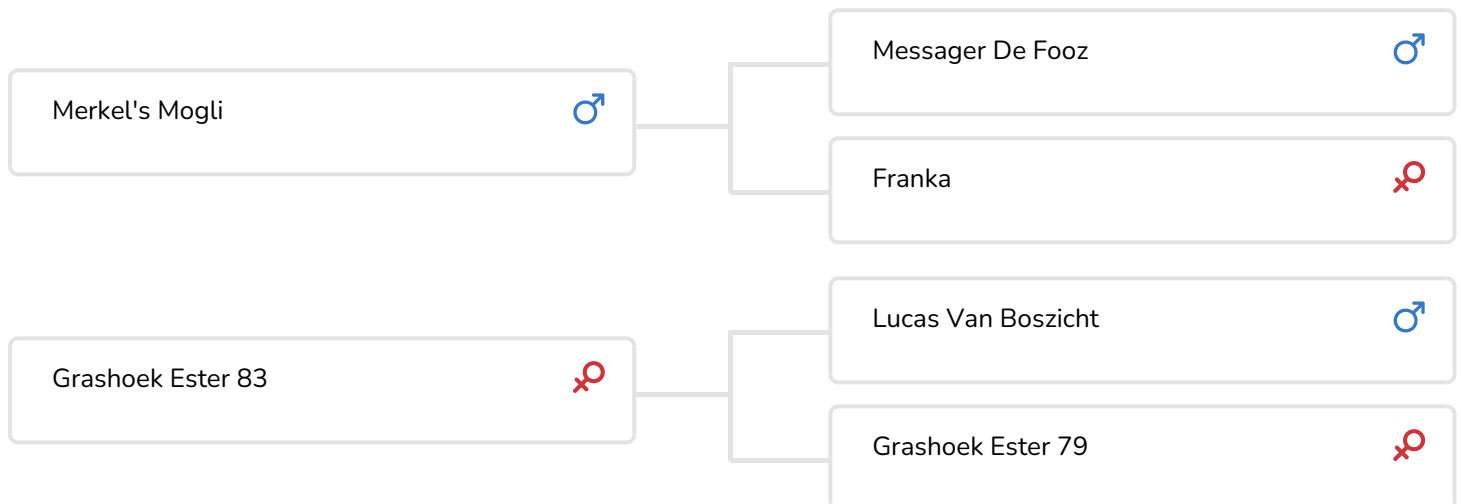 Messager De Fooz
Merkel's Mogli
Franka
Lucas Van Boszicht
Grashoek Ester 83
Grashoek Ester 79